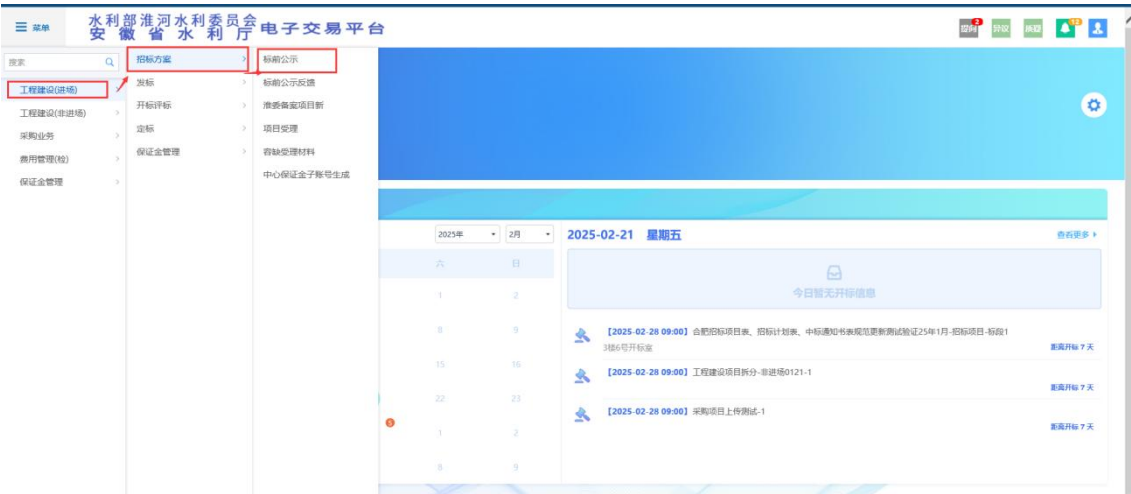 菜单
水利部淮河水利委员会
安徽省水利厅
电子交易平台
提问 2
异议
质疑
12
搜索
工程建设(进场)
工程建设(非进场)
采购业务
费用管理(检)
保证金管理
招标方案
发标
开标评标
定标
保证金管理
标前公示
标前公示反馈
淮委备案项目新
项目受理
容缺受理材料
中心保证金子账号生成
2025年
2月
六 日
1 2
8 9
15 16
22 23
5
1 2
8 9
2025-02-21 星期五
查看更多
今日暂无开标信息
【2025-02-28 09:00】合肥招标项目表、招标计划表、中标通知书表规范更新测试验证25年1月-招标项目-标段1
3楼6号开标室
距离开标 7 天
【2025-02-28 09:00】工程建设项目拆分-非进场0121-1
距离开标 7 天
【2025-02-28 09:00】采购项目上传测试-1
距离开标 7 天